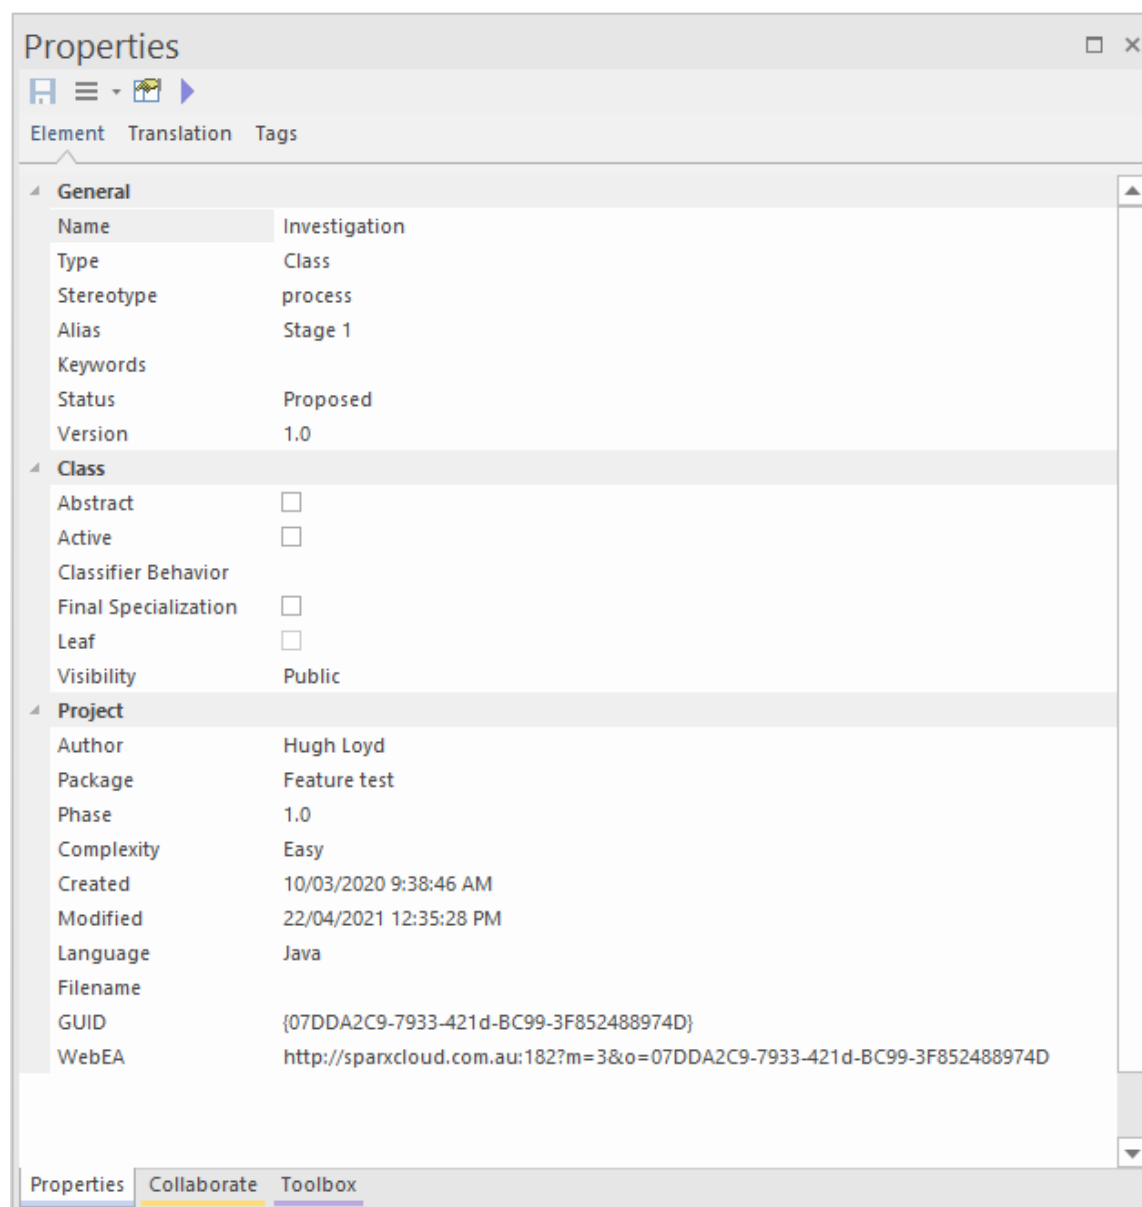 Properties
Element Translation Tags
General
Name Investigation
Type Class
Stereotype process
Alias Stage 1
Keywords
Status Proposed
Version 1.0
Class
Abstract
Active
Classifier Behavior
Final Specialization
Leaf
Visibility Public
Project
Author Hugh Loyd
Package Feature test
Phase 1.0
Complexity Easy
Created 10/03/2020 9:38:46 AM
Modified 22/04/2021 12:35:28 PM
Language Java
Filename
GUID {07DDA2C9-7933-421d-BC99-3F852488974D}
WebEA http://sparxcloud.com.au:182?m=3&o=07DDA2C9-7933-421d-BC99-3F852488974D
Properties Collaborate Toolbox